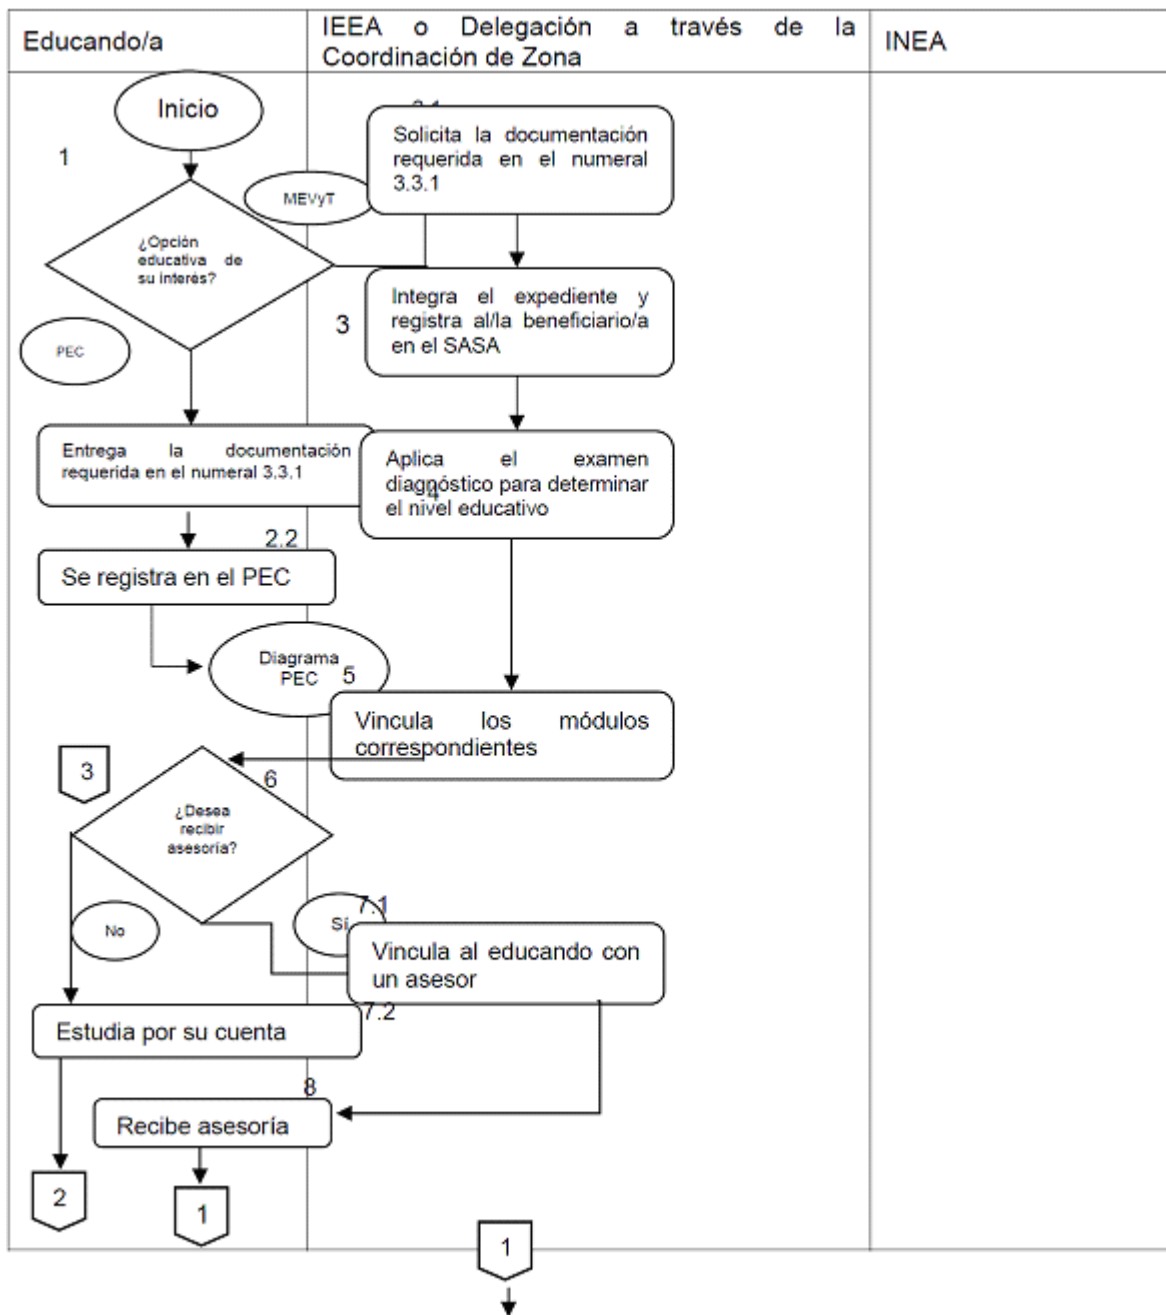 Educando/a
IEEA o Delegación a través de la
Coordinación de Zona
INEA
Inicio
1
Solicita la documentación
requerida en el numeral
3.3.1
MEVyT
¿Opción
educativa de
su interés?
Integra el expediente y
registra al/la beneficiario/a
en el SASA
3
PEC
Entrega la documentación
requerida en el numeral 3.3.1
Aplica el examen
diagnóstico para determinar
el nivel educativo
4
2.2
Se registra en el PEC
Diagrama
PEC
5
Vincula los módulos
correspondientes
3
6
¿Desea
recibir
asesoría?
No
Sí
7.1
Vincula al educando con
un asesor
7.2
Estudia por su cuenta
8
Recibe asesoría
2
1
1